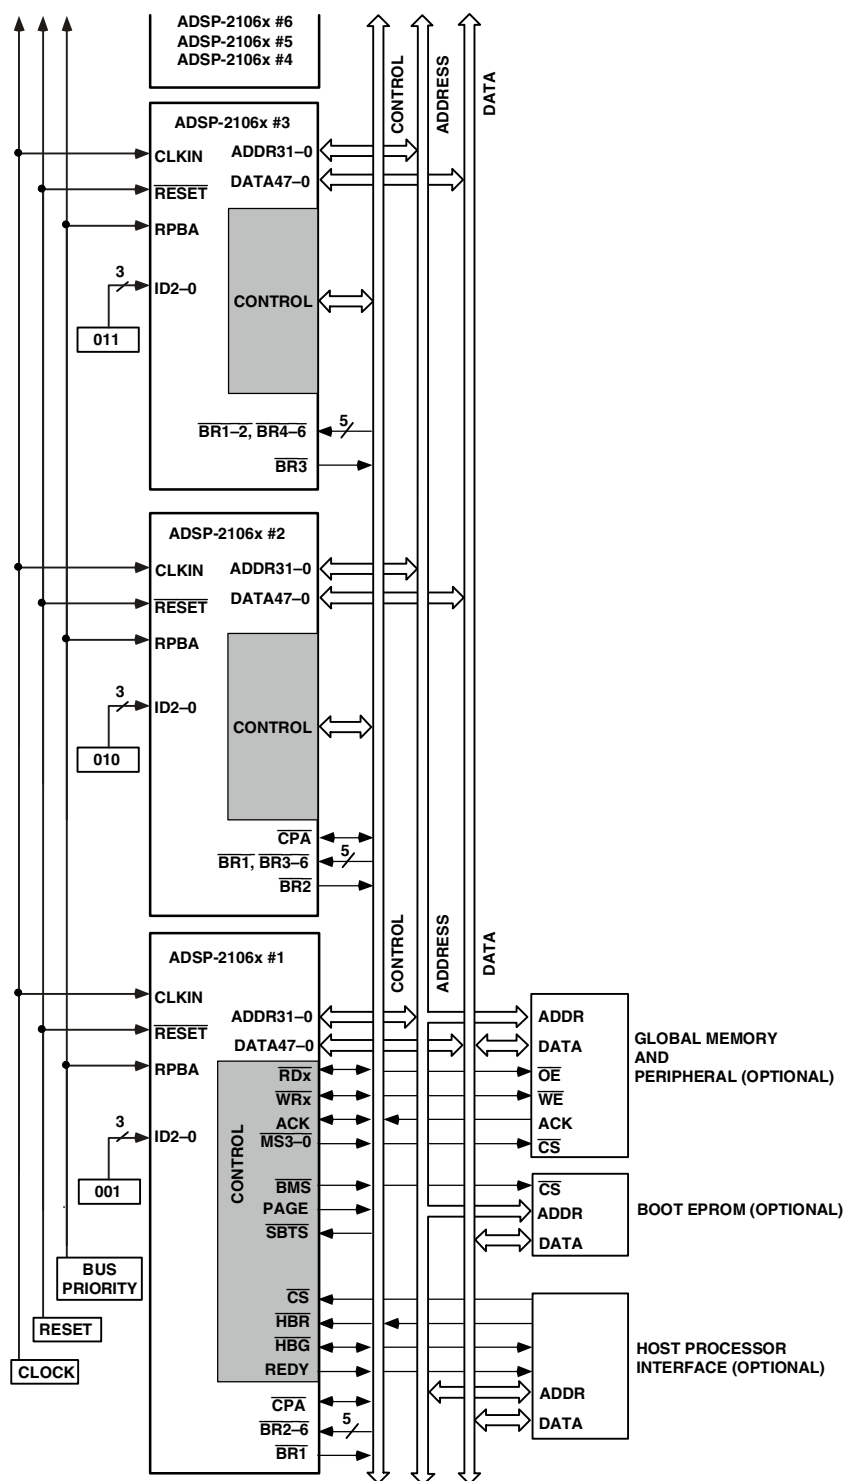 ADSP-2106x #6
ADSP-2106x #5
ADSP-2106x #4
CONTROL
ADDRESS
DATA
ADSP-2106x #3
CLKIN
RESET
RPBA
3
ID2–0
011
ADDR31–0
DATA47–0
CONTROL
BR1–2, BR4–6
5
BR3
ADSP-2106x #2
CLKIN
RESET
RPBA
3
ID2–0
010
ADDR31–0
DATA47–0
CONTROL
CPA
BR1, BR3–6
5
BR2
CONTROL
ADDRESS
DATA
ADSP-2106x #1
CLKIN
RESET
RPBA
3
ID2–0
001
BUS
PRIORITY
RESET
CLOCK
ADDR31–0
DATA47–0
CONTROL
RDx
WRx
ACK
MS3–0
BMS
PAGE
SBTS
CS
HBR
HBG
REDY
CPA
BR2–6
5
BR1
ADDR
DATA
OE
WE
ACK
CS
GLOBAL MEMORY
AND
PERIPHERAL (OPTIONAL)
CS
ADDR
DATA
BOOT EPROM (OPTIONAL)
HOST PROCESSOR
INTERFACE (OPTIONAL)
ADDR
DATA